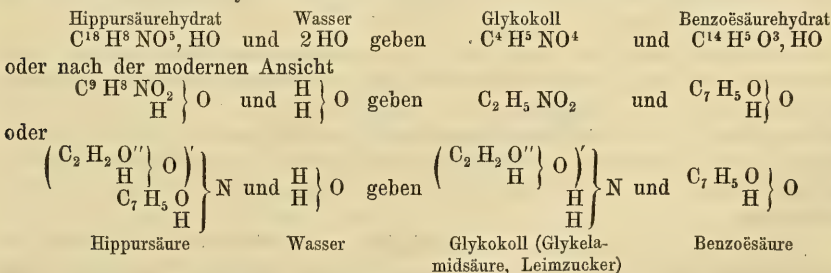 Hippursäurehydrat Wasser Glykokoll Benzoësäurehydrat
C¹⁸ H⁸ NO⁵, HO und 2 HO geben C⁴ H⁵ NO⁴ und C¹⁴ H⁵ O³, HO
oder nach der modernen Ansicht
C⁹ H⁸ NO₂ H } O und H H } O geben C₂ H₅ NO₂ und C₇ H₅ O H } O
oder
( C₂ H₂ O″ H } O )′ C₇ H₅ O H } N und H H } O geben ( C₂ H₂ O″ H } O )′ H H } N und C₇ H₅ O H } O
Hippursäure Wasser Glykokoll (Glykela- Benzoësäure
midsäure, Leimzucker)